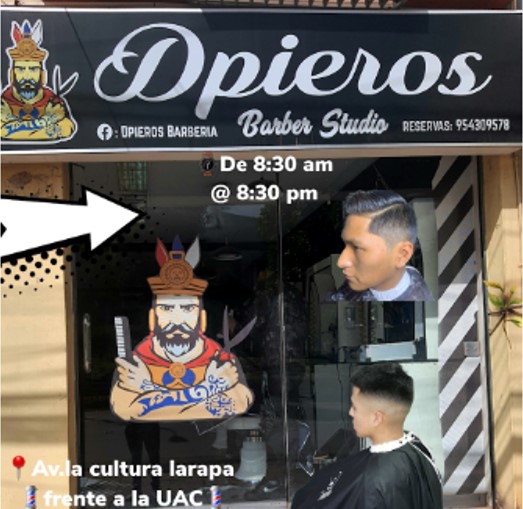 Dpieros
: DPIEROS BARBERIA
Barber Studio
RESERVAS: 954309578
De 8:30 am
@ 8:30 pm
Av.la cultura larapa
frente a la UAC